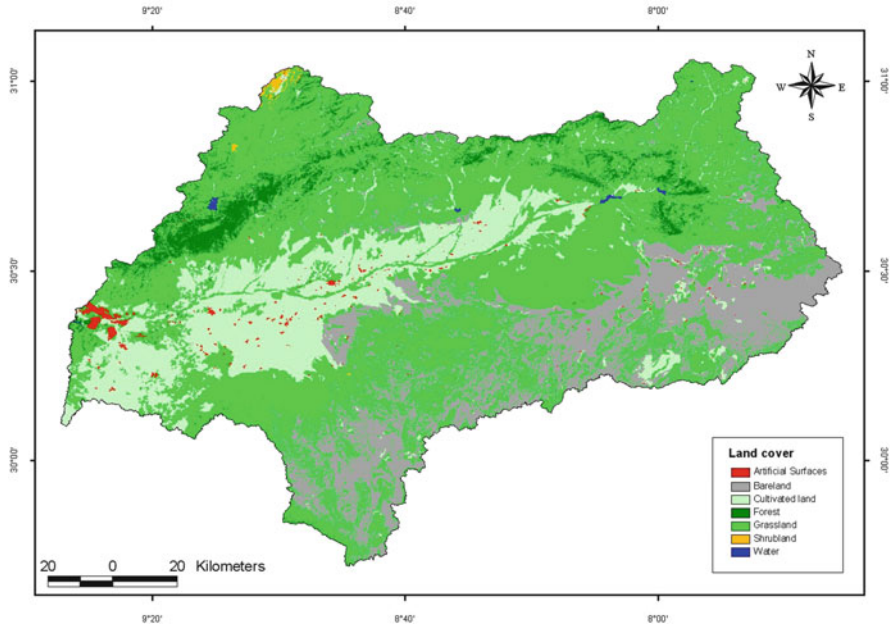 9°20' 8°40' 8°00'
N
W E
S
31°00' 31°00'
30°30' 30°30'
30°00' 30°00'
Land cover
Artificial Surfaces
Bareland
Cultivated land
Forest
Grassland
Shrubland
Water
20 0 20 Kilometers
9°20' 8°40' 8°00'